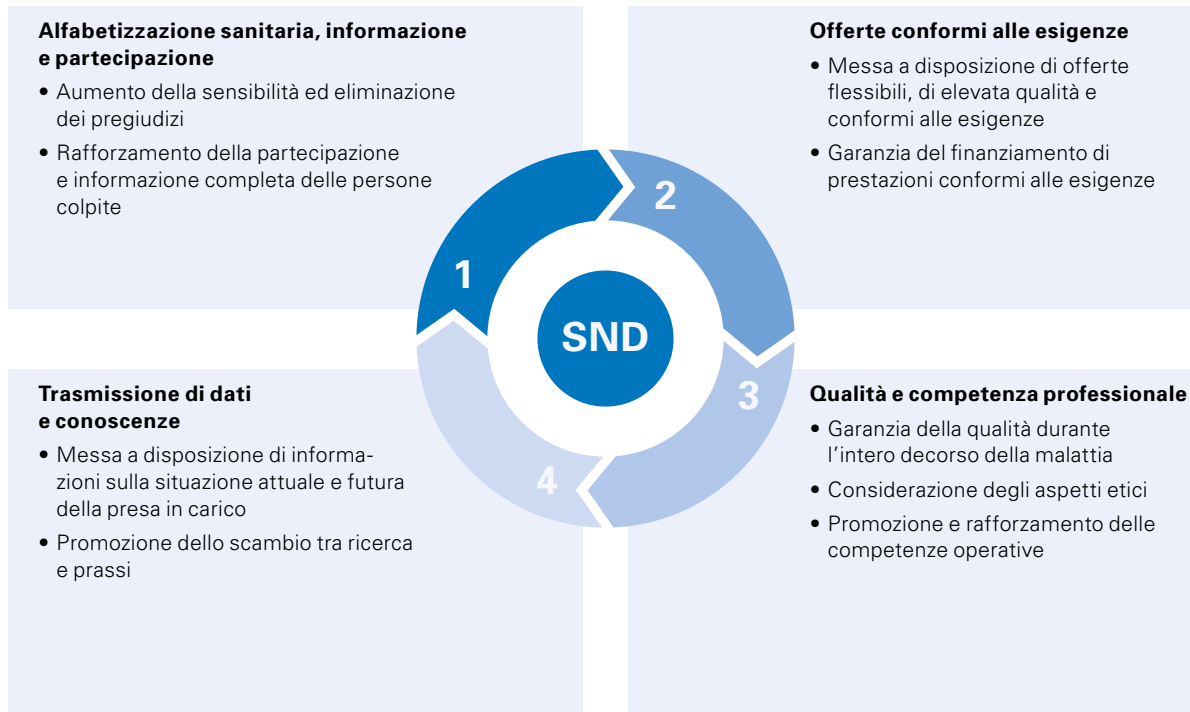 Alfabetizzazione sanitaria, informazione
e partecipazione
• Aumento della sensibilità ed eliminazione
dei pregiudizi
• Rafforzamento della partecipazione
e informazione completa delle persone
colpite
1
Offerte conformi alle esigenze
• Messa a disposizione di offerte
flessibili, di elevata qualità e
conformi alle esigenze
• Garanzia del finanziamento di
prestazioni conformi alle esigenze
2
SND
Qualità e competenza professionale
• Garanzia della qualità durante
l’intero decorso della malattia
• Considerazione degli aspetti etici
• Promozione e rafforzamento delle
competenze operative
3
Trasmissione di dati
e conoscenze
• Messa a disposizione di informa-
zioni sulla situazione attuale e futura
della presa in carico
• Promozione dello scambio tra ricerca
e prassi
4